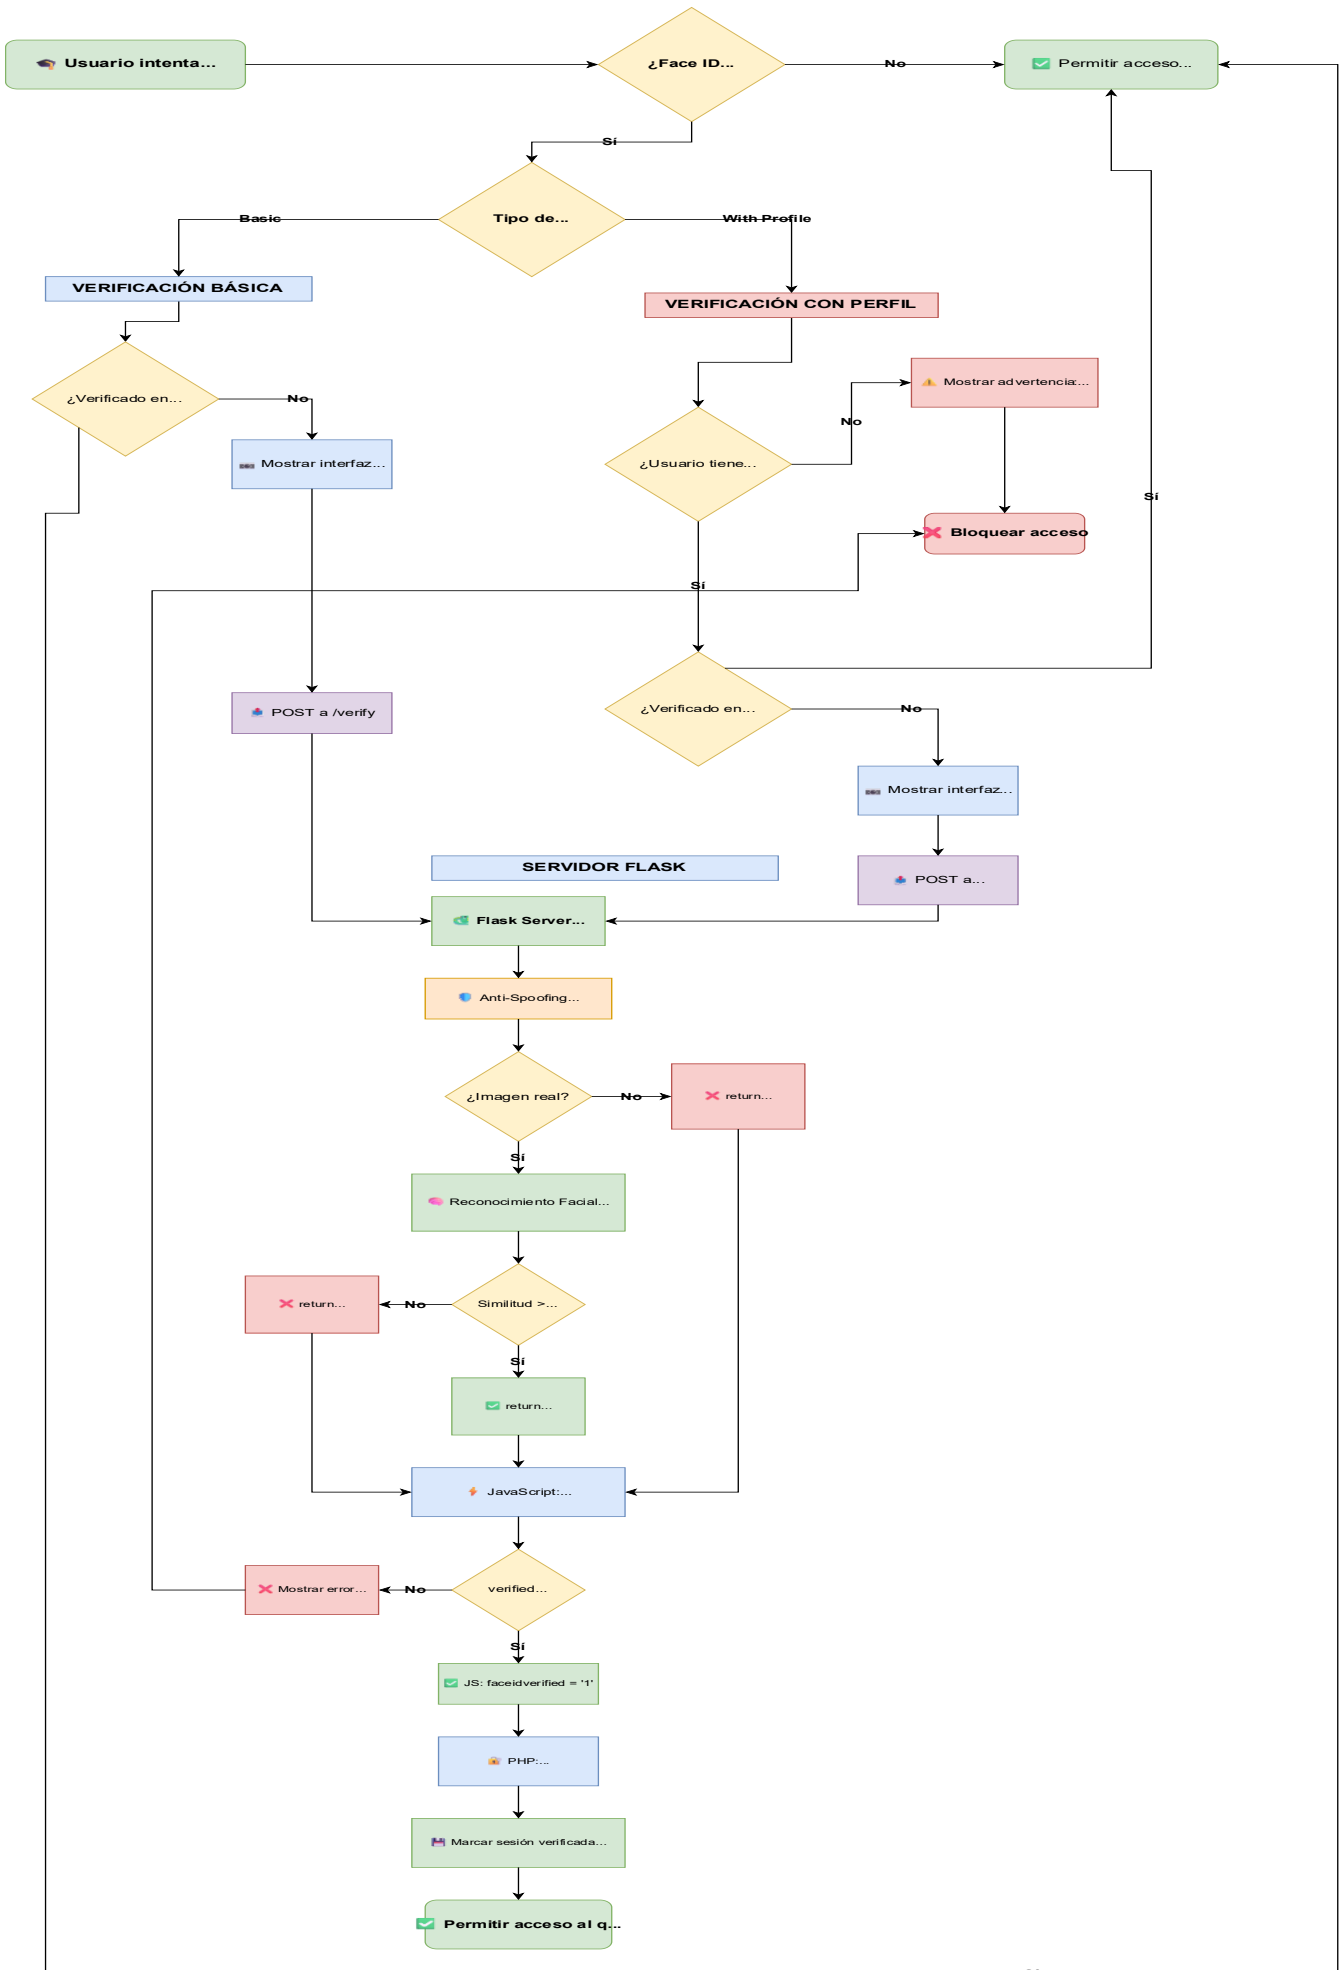 Usuario intenta...
¿Face ID...
No
Permitir acceso...
Sí
Tipo de...
Basic
With Profile
VERIFICACIÓN BÁSICA
VERIFICACIÓN CON PERFIL
¿Verificado en...
No
Mostrar advertencia:...
No
Mostrar interfaz...
¿Usuario tiene...
Sí
Bloquear acceso
Sí
POST a /verify
¿Verificado en...
No
Mostrar interfaz...
SERVIDOR FLASK
POST a...
Flask Server...
Anti-Spoofing...
¿Imagen real?
No
return...
Sí
Reconocimiento Facial...
return...
No
Similitud >...
Sí
return...
JavaScript:...
Mostrar error...
No
verified...
Sí
JS: faceidverified = '1'
PHP:...
Marcar sesión verificada...
Permitir acceso al q...